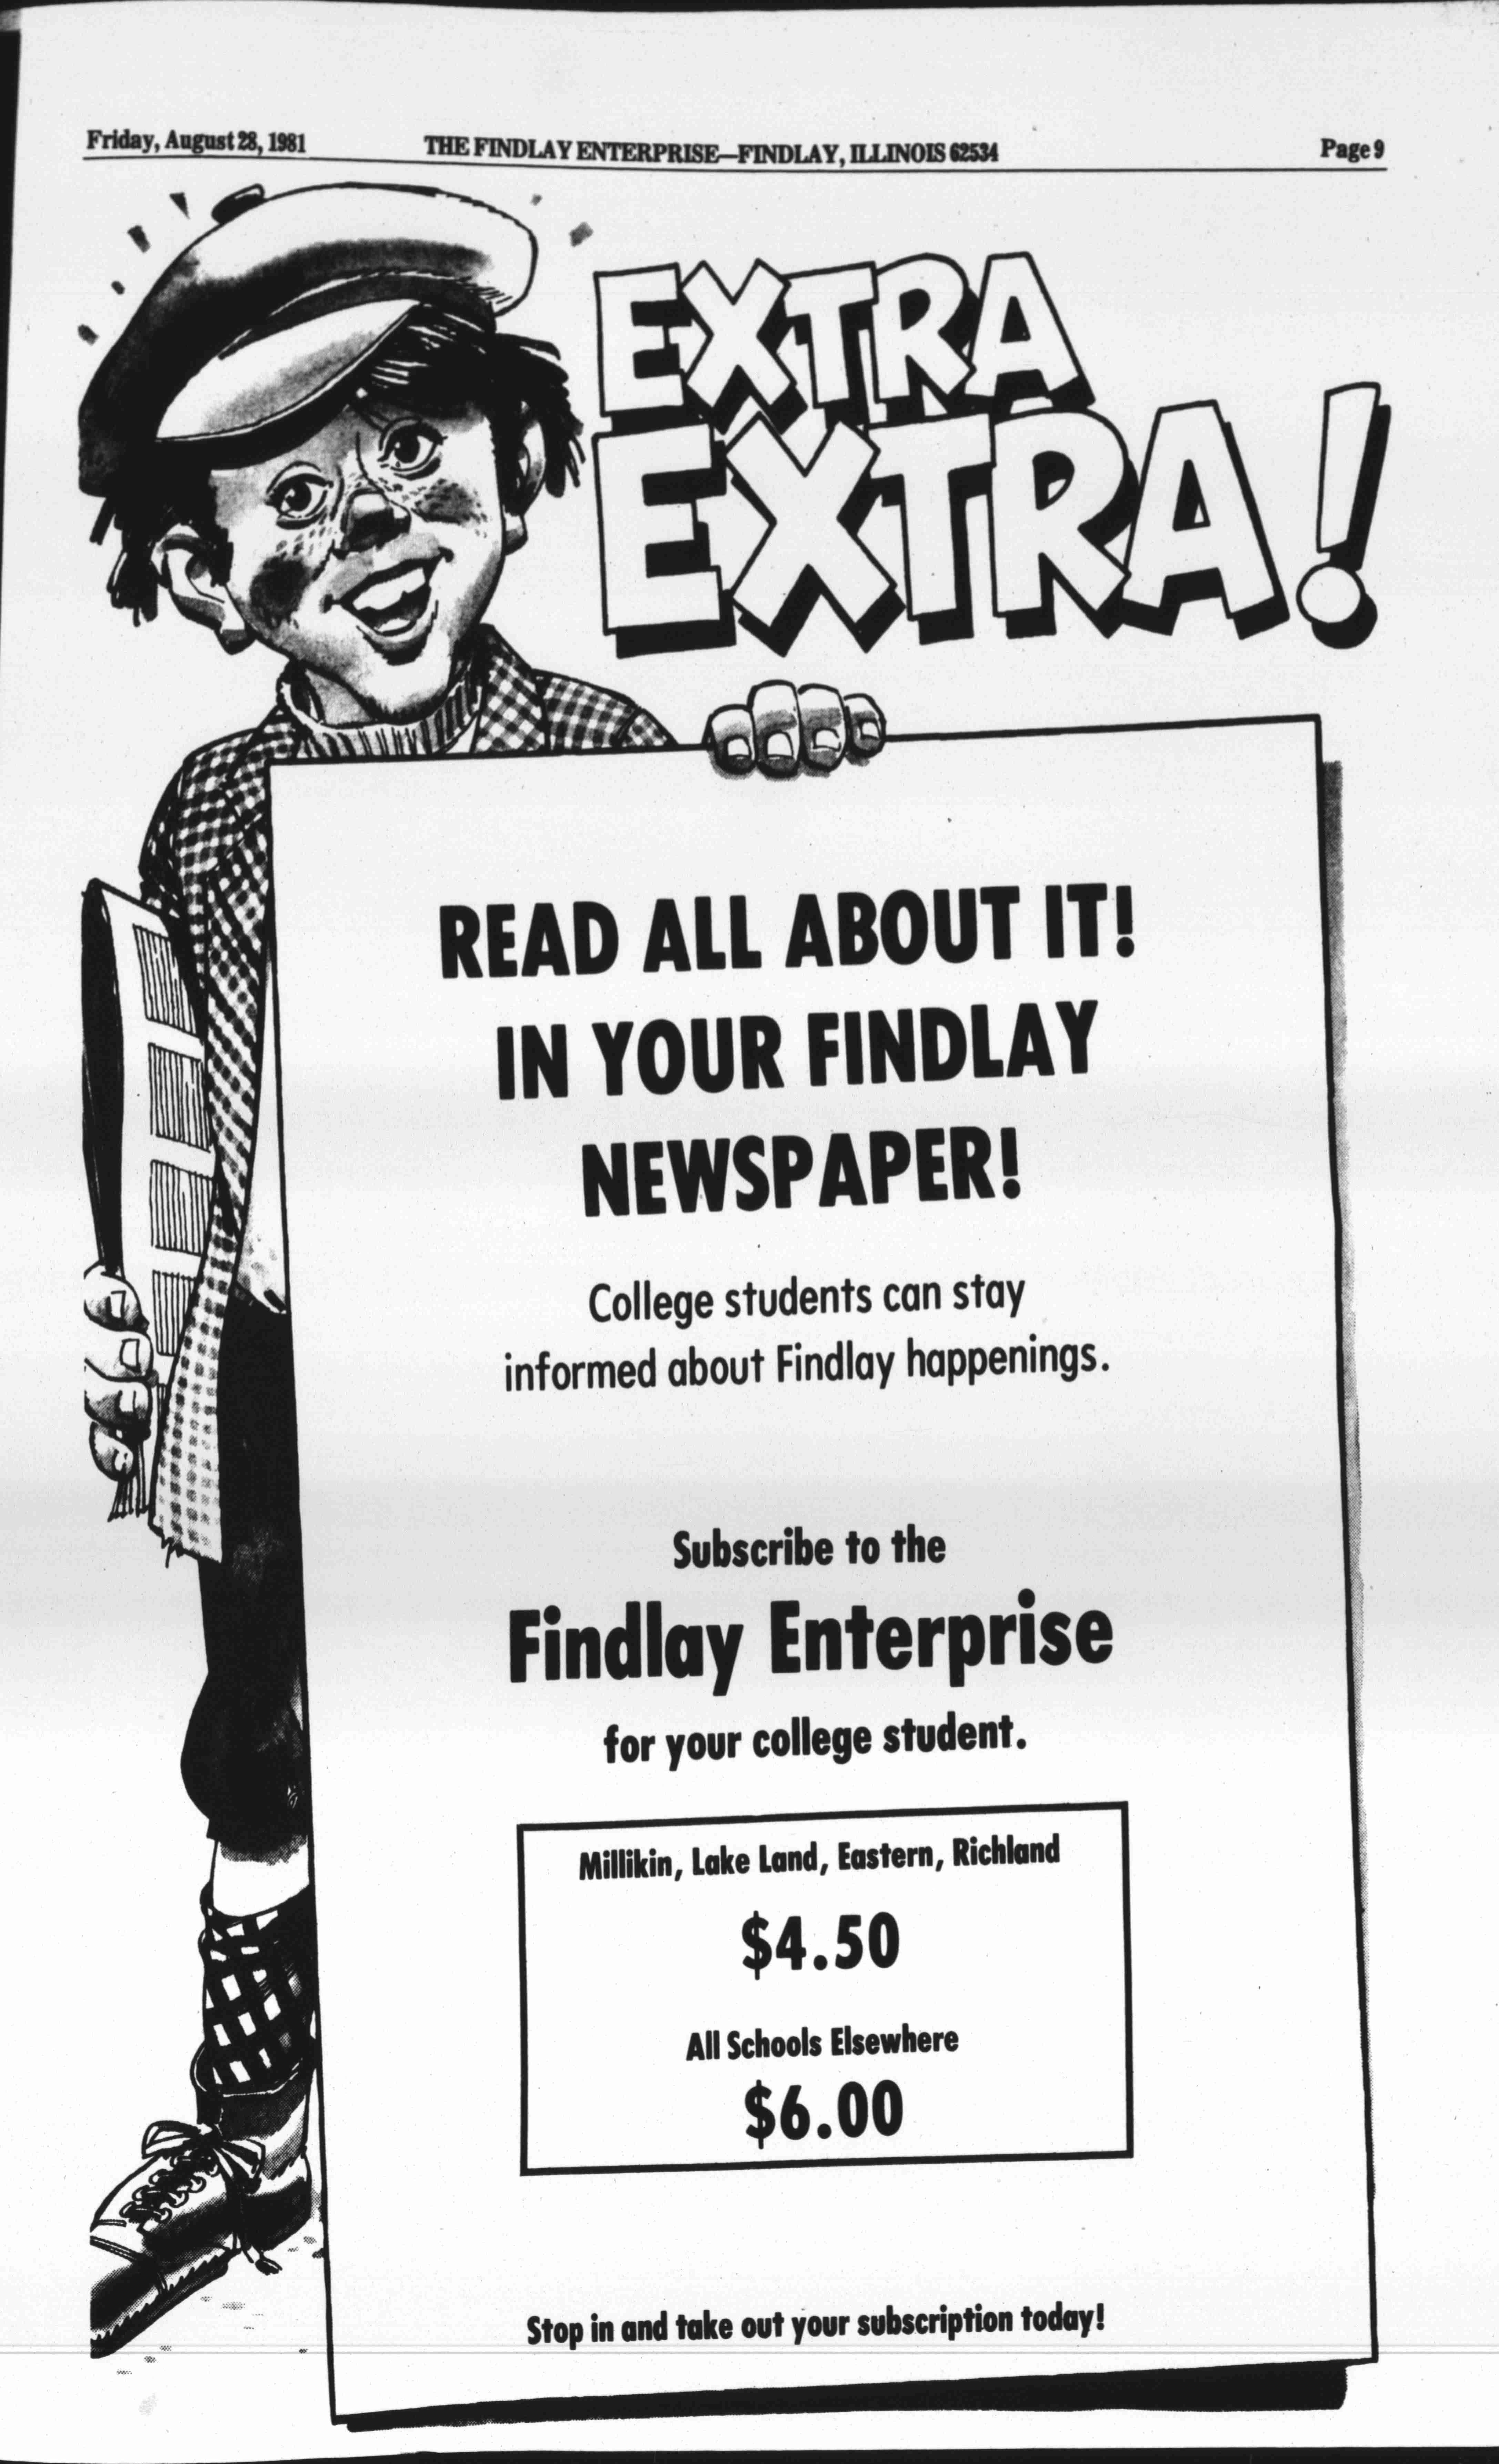 Friday, August 28, 1981 THE FINDLAY ENTERPRISE—FINDLAY, ILLINOIS 62534 Page 9
EXTRA
EXTRA!
READ ALL ABOUT IT!
IN YOUR FINDLAY
NEWSPAPER!
College students can stay
informed about Findlay happenings.
Subscribe to the
Findlay Enterprise
for your college student.
Millikin, Lake Land, Eastern, Richland
$4.50
All Schools Elsewhere
$6.00
Stop in and take out your subscription today!